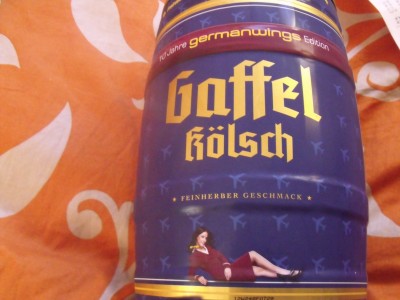 10 Jahre germanwings Edition
Gaffel
Kölsch
* FEINHERBER GESCHMACK *